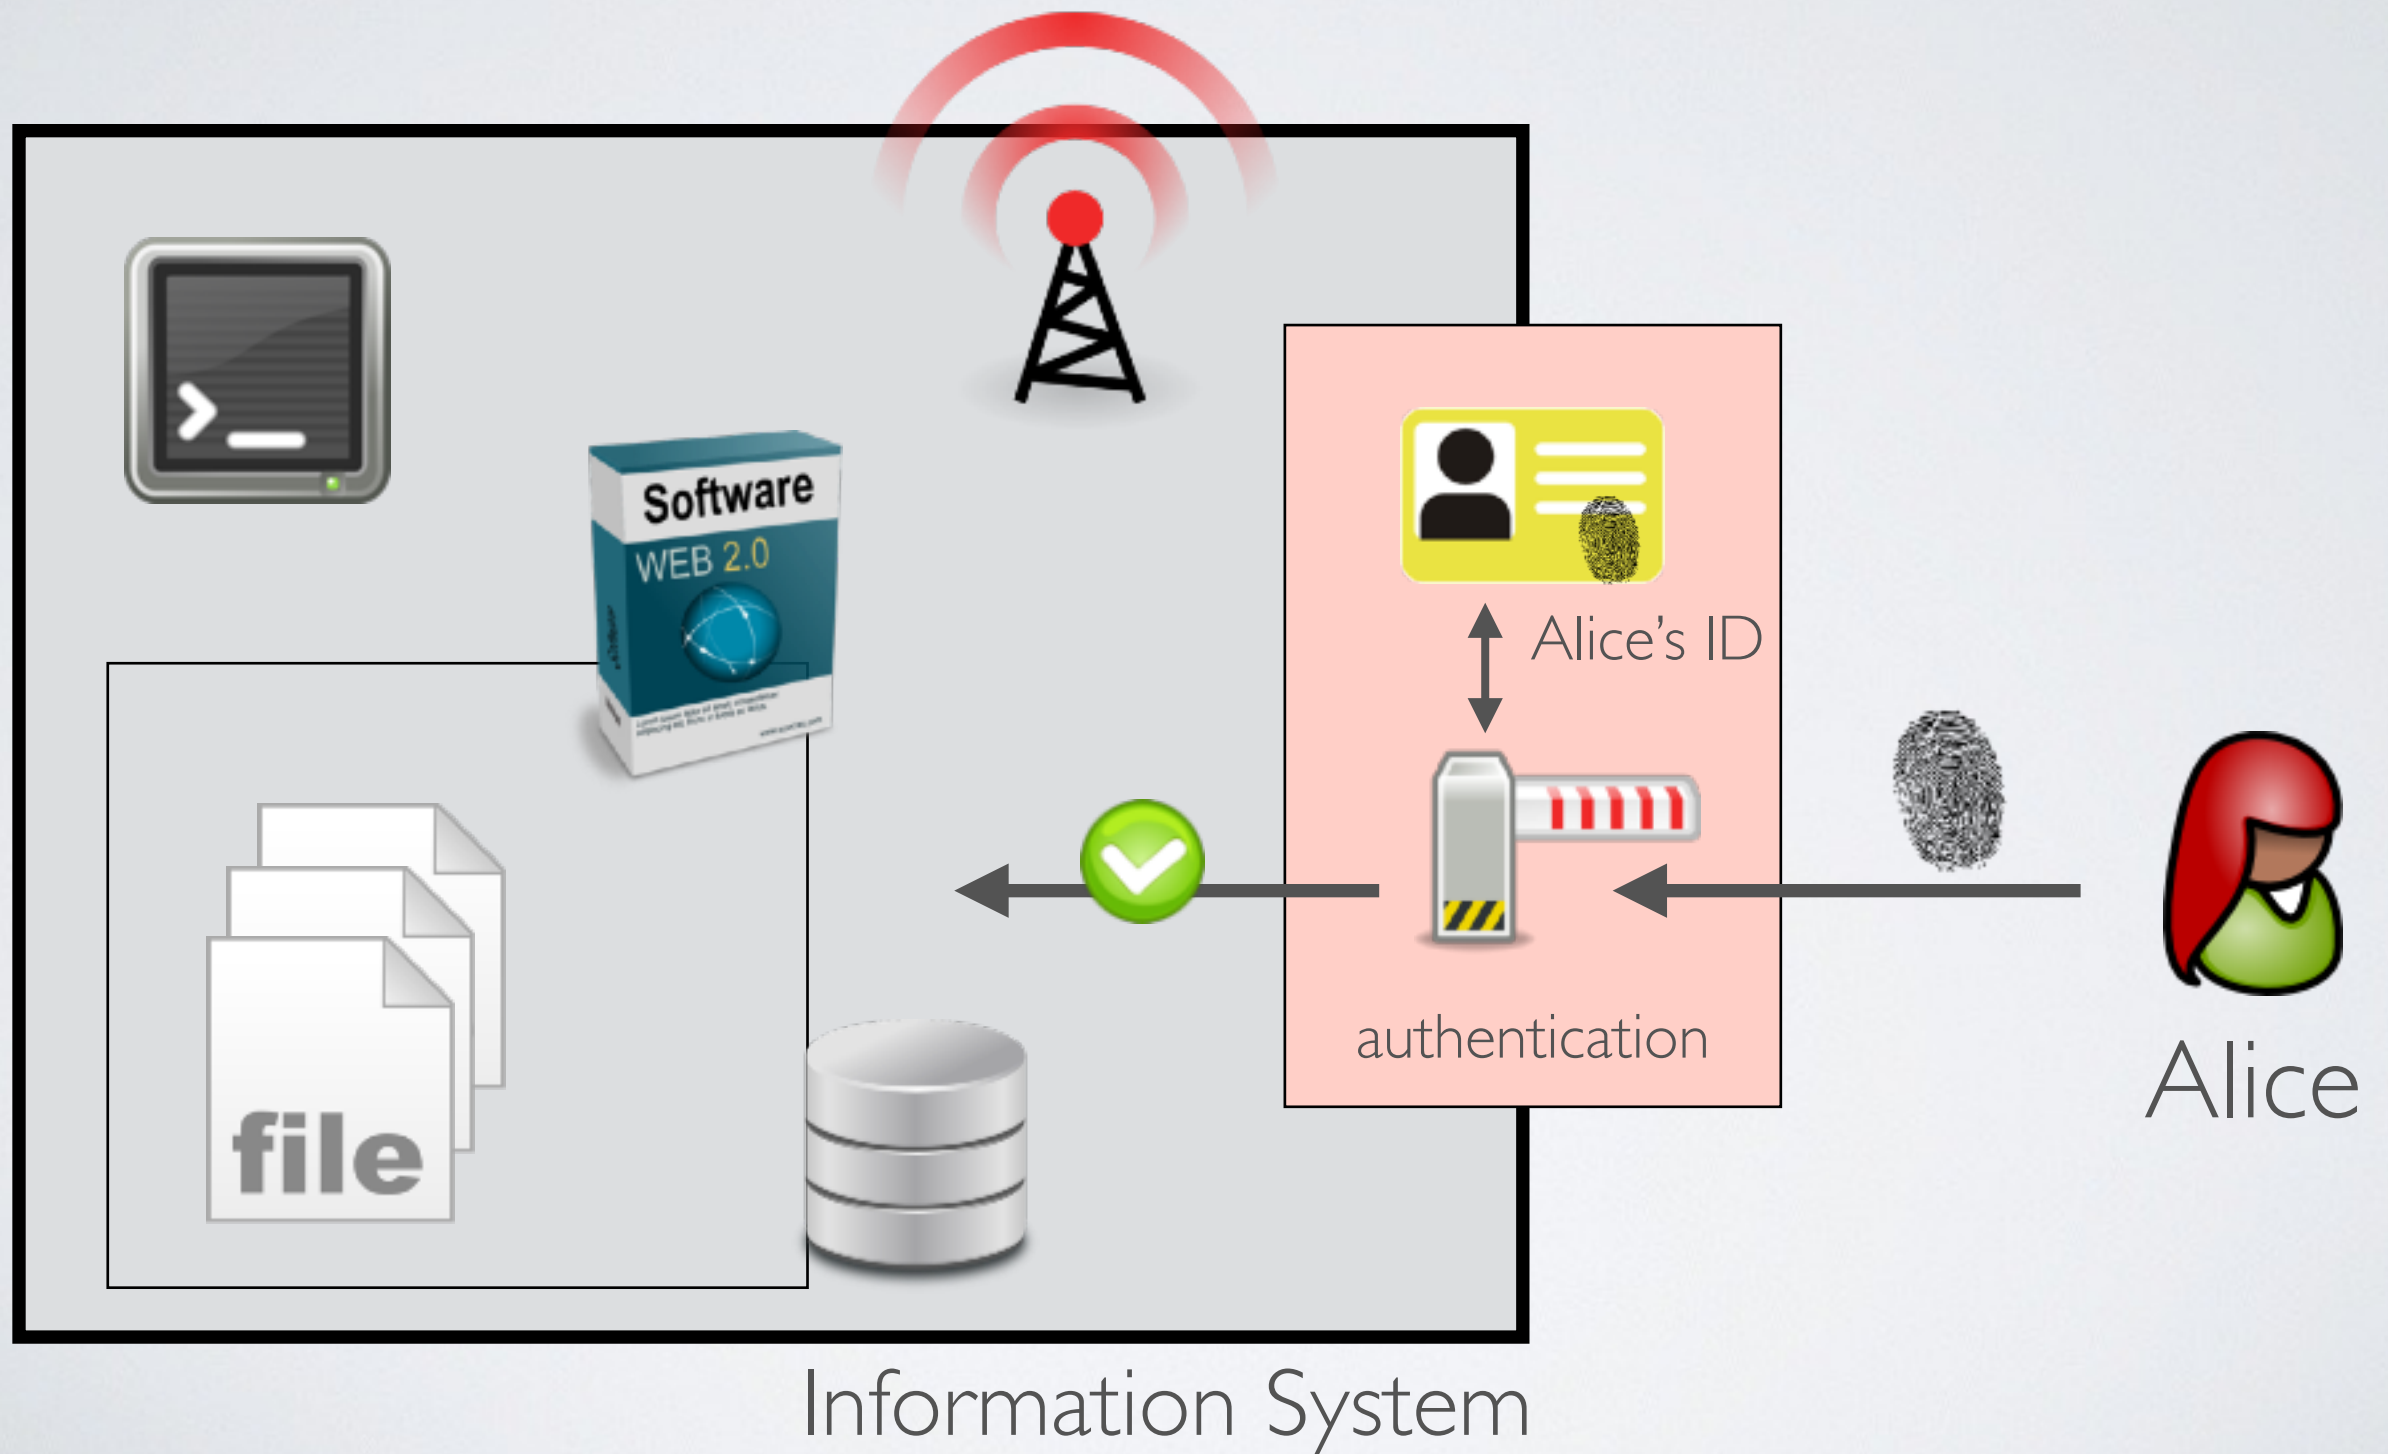 Software
WEB 2.0
Alice's ID
file
authentication
Alice
Information System